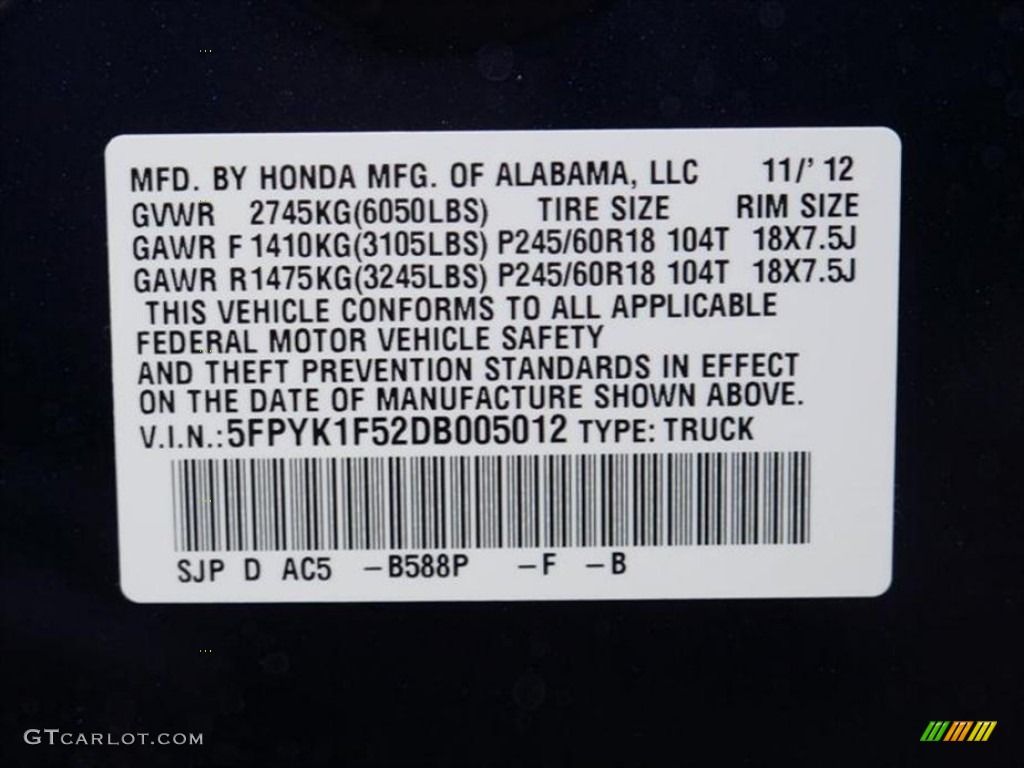 MFD. BY HONDA MFG. OF ALABAMA, LLC 11/' 12
GVWR 2745KG(6050LBS) TIRE SIZE RIM SIZE
GAWR F 1410KG(3105LBS) P245/60R18 104T 18X7.5J
GAWR R1475KG(3245LBS) P245/60R18 104T 18X7.5J
THIS VEHICLE CONFORMS TO ALL APPLICABLE
FEDERAL MOTOR VEHICLE SAFETY
AND THEFT PREVENTION STANDARDS IN EFFECT
ON THE DATE OF MANUFACTURE SHOWN ABOVE.
V.I.N.:5FPYK1F52DB005012 TYPE: TRUCK
SJP D AC5 -B588P -F -B
GTCARLOT.COM